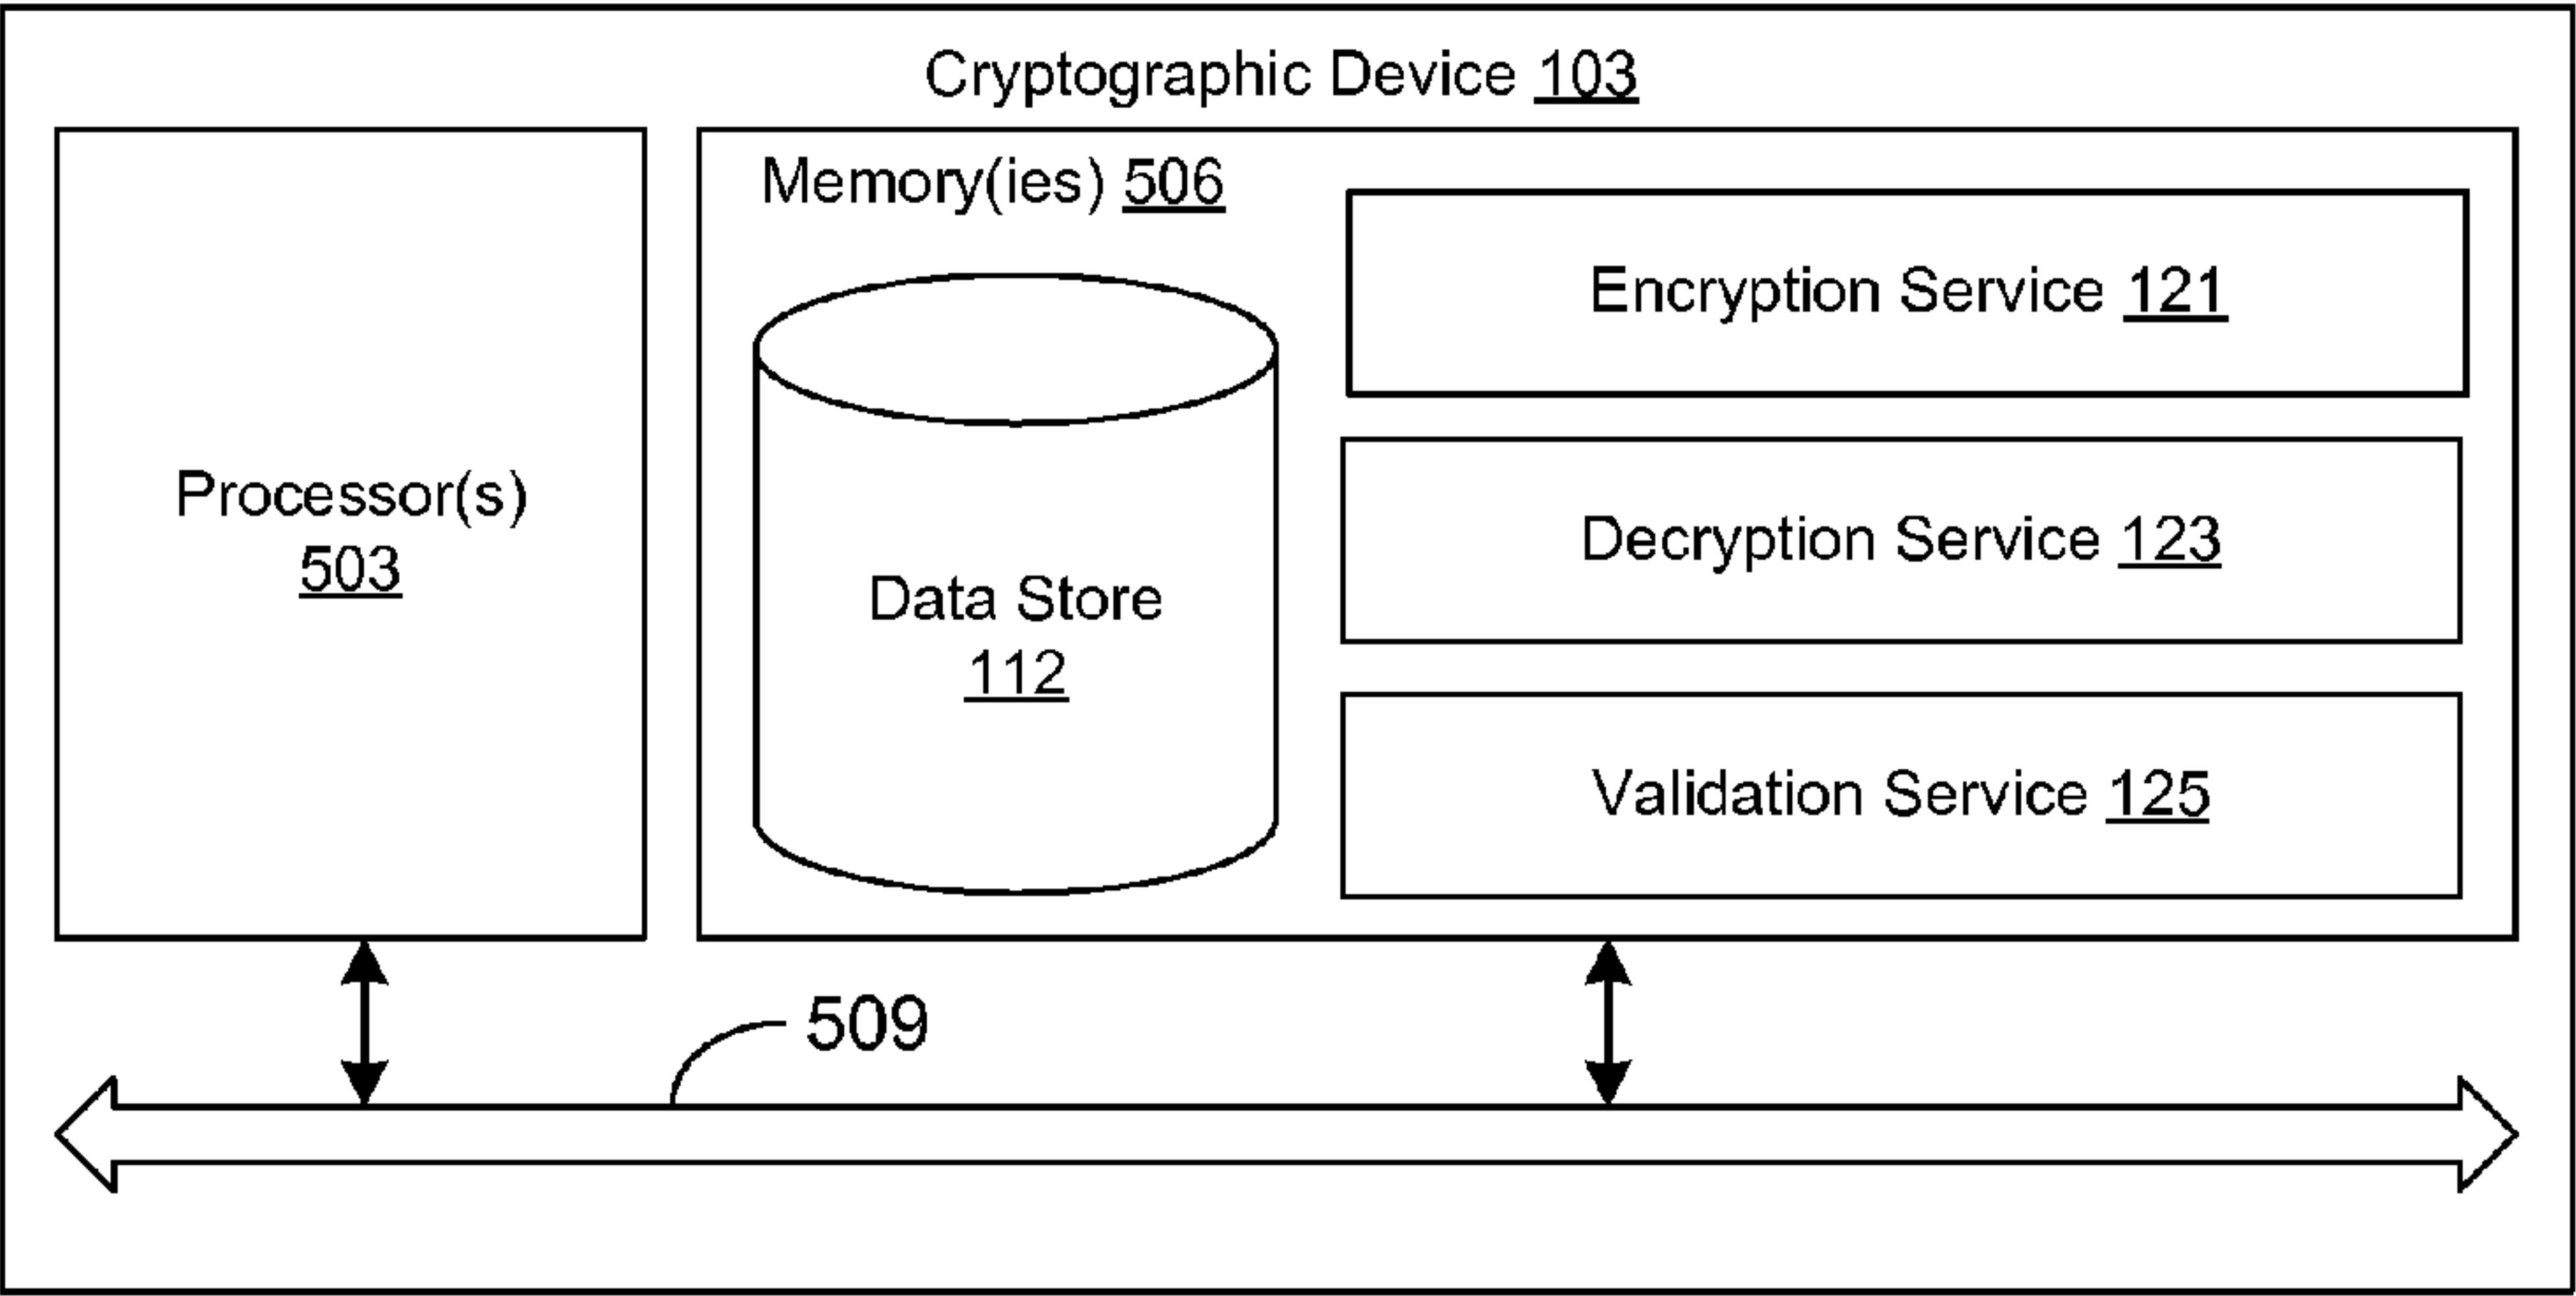 Cryptographic Device 103
Processor(s)
503
Memory(ies) 506
Data Store
112
Encryption Service 121
Decryption Service 123
Validation Service 125
509